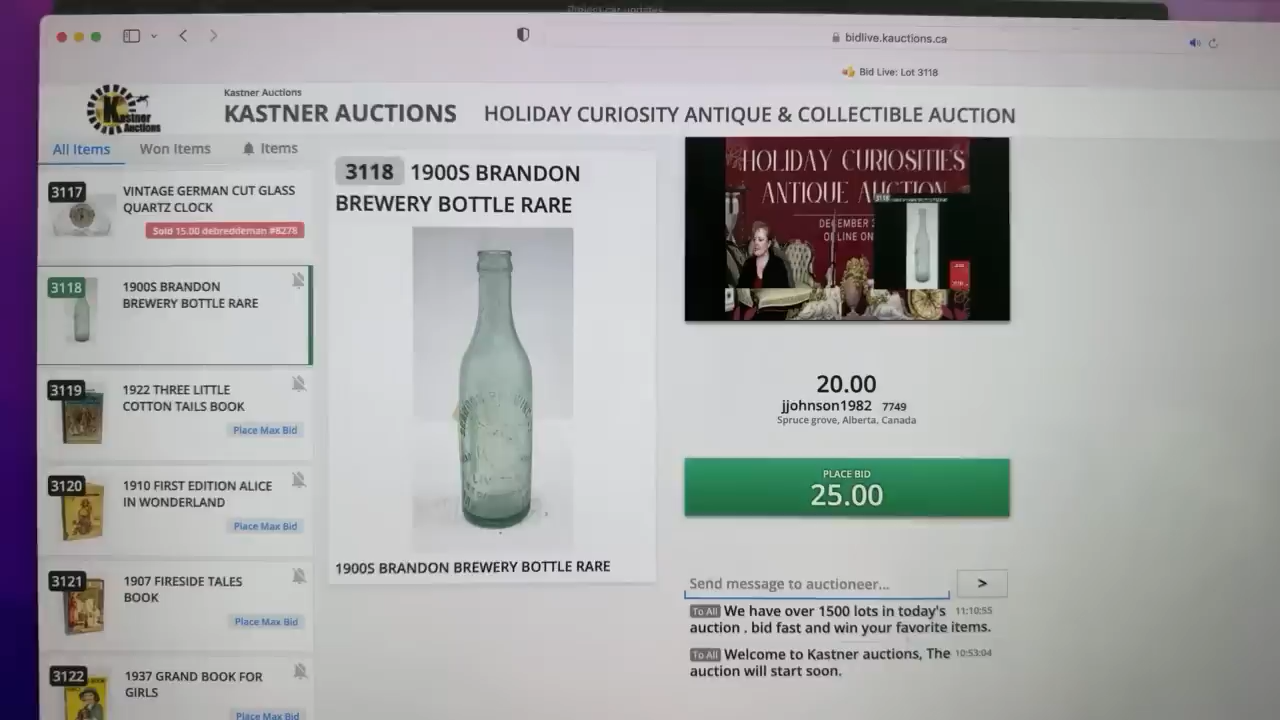 bidlive.kauctions.ca
Bid Live: Lot 3118
Kastner
Auctions
Kastner Auctions
KASTNER AUCTIONS
HOLIDAY CURIOSITY ANTIQUE & COLLECTIBLE AUCTION
All Items
Won Items
Items
3117
VINTAGE GERMAN CUT GLASS
QUARTZ CLOCK
Sold 15.00 debreddeman #8278
3118
1900S BRANDON
BREWERY BOTTLE RARE
3119
1922 THREE LITTLE
COTTON TAILS BOOK
Place Max Bid
3120
1910 FIRST EDITION ALICE
IN WONDERLAND
Place Max Bid
3121
1907 FIRESIDE TALES
BOOK
Place Max Bid
3122
1937 GRAND BOOK FOR
GIRLS
Place Max Bid
3118 1900S BRANDON
BREWERY BOTTLE RARE
1900S BRANDON BREWERY BOTTLE RARE
HOLIDAY CURIOSITIES
ANTIQUE AUCTION
20.00
jjohnson1982 7749
Spruce grove, Alberta, Canada
PLACE BID
25.00
Send message to auctioneer...
>
To All We have over 1500 lots in today's 11:10:55
auction . bid fast and win your favorite items.
To All Welcome to Kastner auctions, The 10:53:04
auction will start soon.